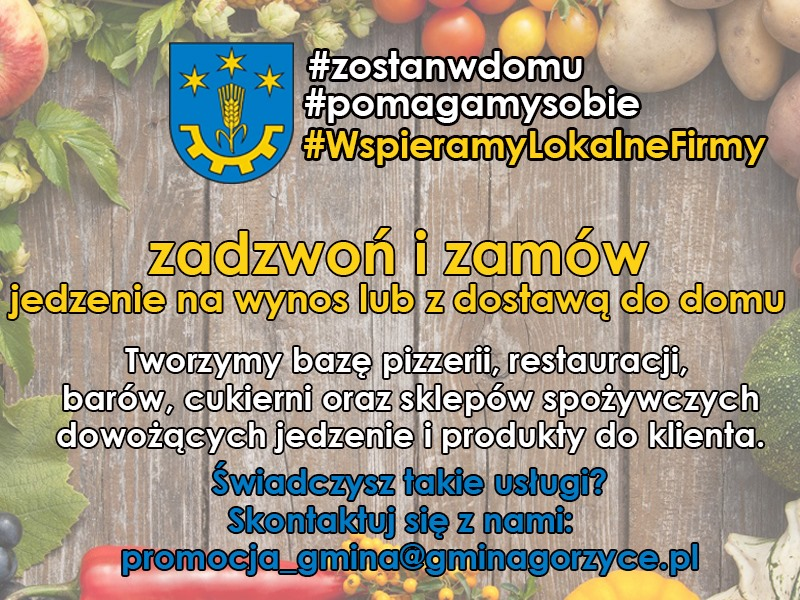 #zostanwdomu
#pomagamysobie
#WspieramyLokalneFirmy
zadzwoń i zamów
jedzenie na wynos lub z dostawą do domu
Tworzymy bazę pizzerii, restauracji,
barów, cukierni oraz sklepów spożywczych
dowożących jedzenie i produkty do klienta.
Świadczysz takie usługi?
Skontaktuj się z nami:
promocja_gmina@gminagorzyce.pl